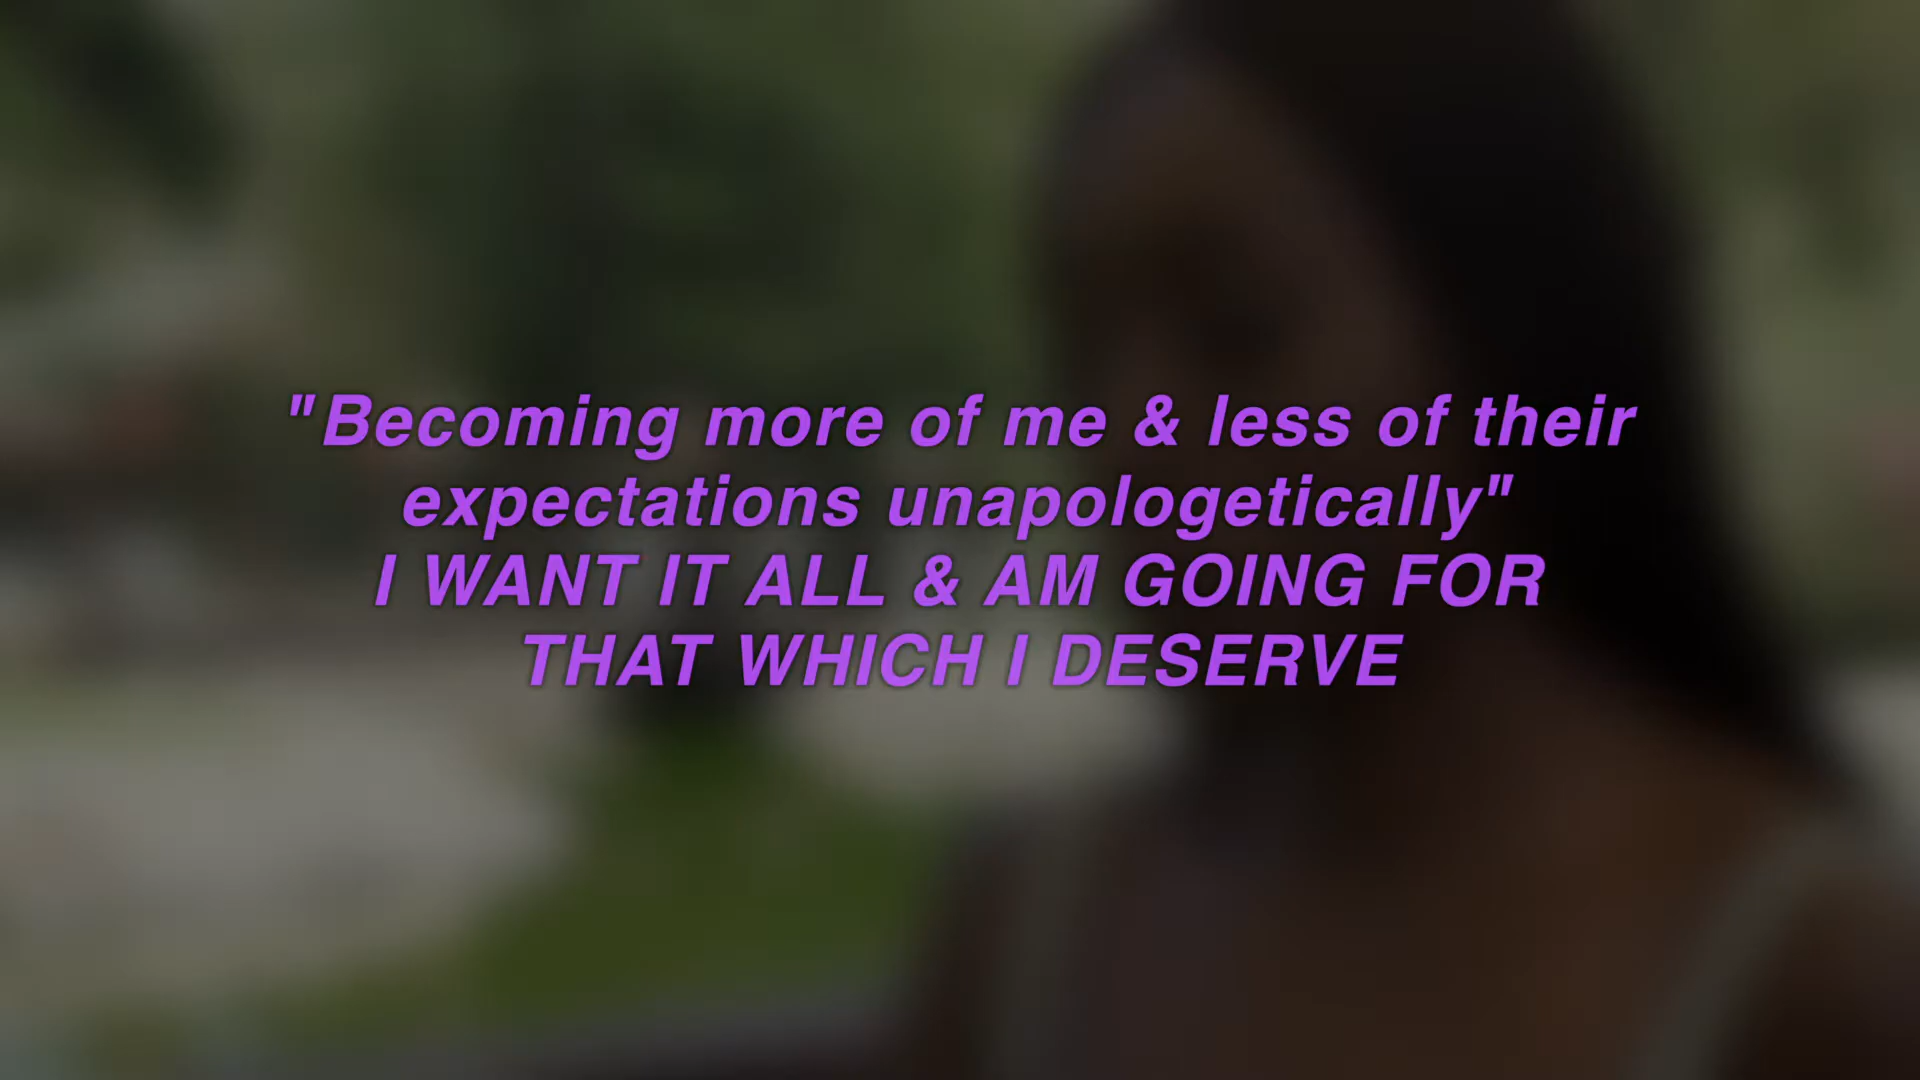 "Becoming more of me & less of their
expectations unapologetically"
I WANT IT ALL & AM GOING FOR
THAT WHICH I DESERVE